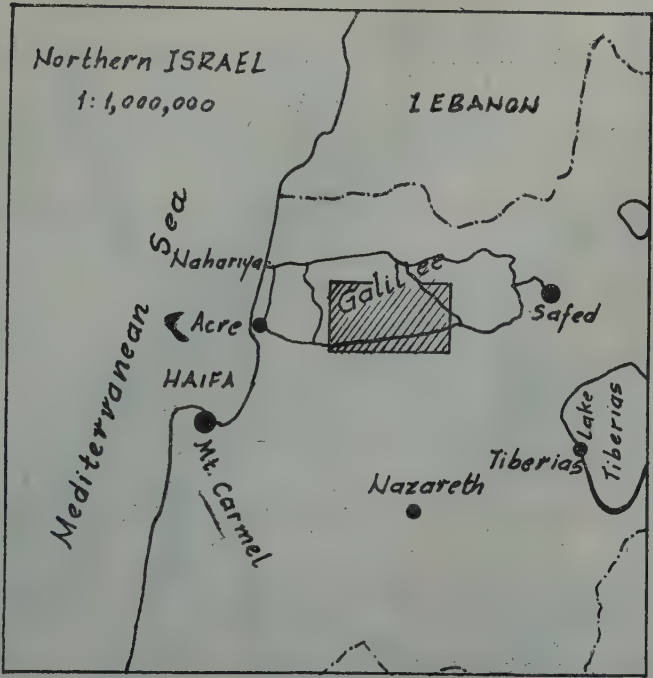 Northern ISRAEL
1:1,000,000
LEBANON
Mediterranean Sea
Nahariya
Galilee
Acre
Safed
HAIFA
Mt. Carmel
Lake Tiberias
Tiberias
Nazareth